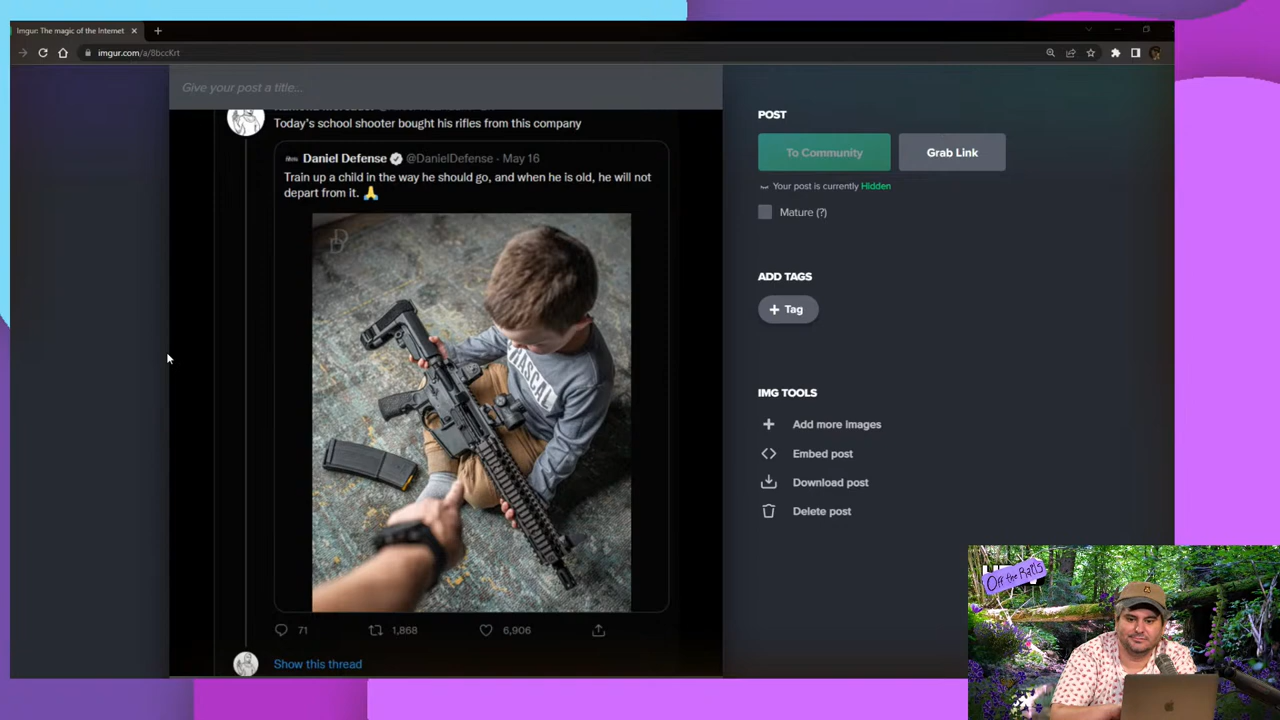 Imgur: The magic of the Internet
imgur.com/a/8bccKrt
Give your post a title...
POST
Today's school shooter bought his rifles from this company
To Community
Grab Link
Daniel Defense @DanielDefense · May 16
Train up a child in the way he should go, and when he is old, he will not
depart from it. 🙏
Your post is currently Hidden
Mature (?)
RASCAL
ADD TAGS
+ Tag
IMG TOOLS
Add more images
Embed post
Download post
Delete post
71
1,868
6,906
Show this thread
Off the Rails